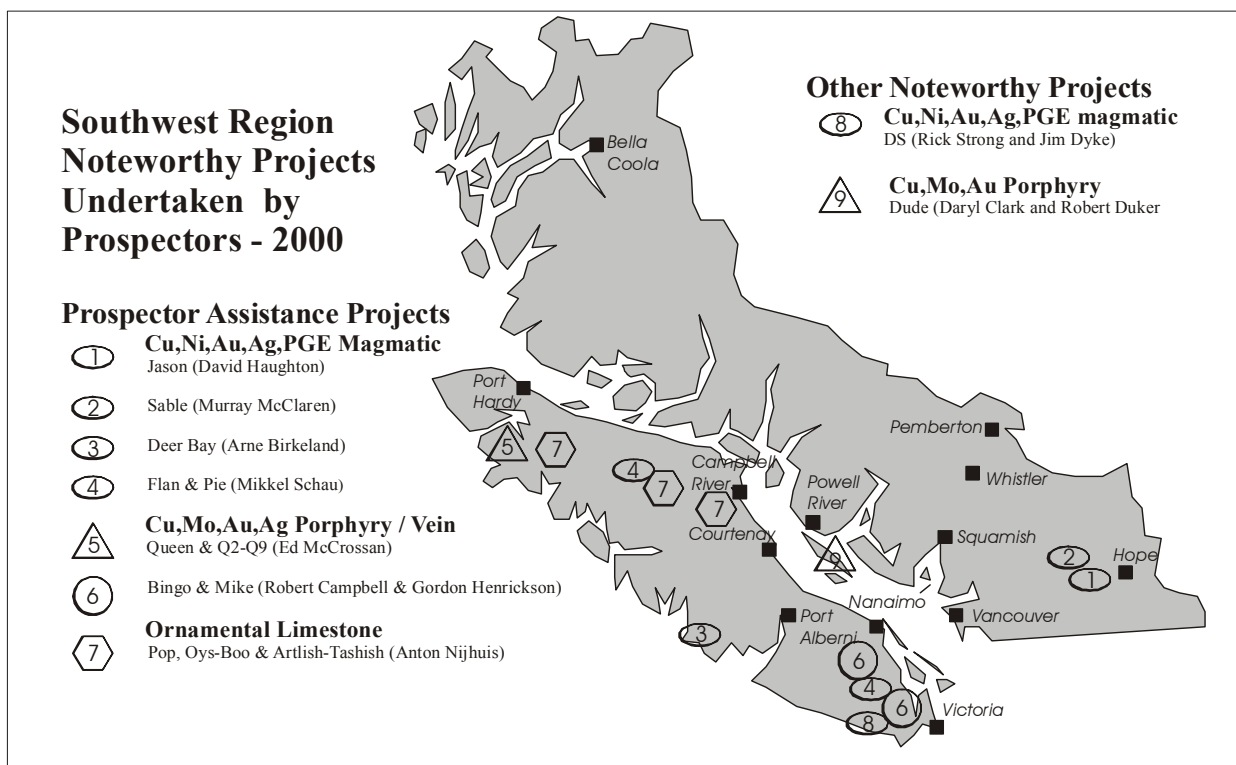 Southwest Region
Noteworthy Projects
Undertaken by
Prospectors - 2000
Prospector Assistance Projects
Cu,Ni,Au,Ag,PGE Magmatic
1
Jason (David Haughton)
2
Sable (Murray McClaren)
3
Deer Bay (Arne Birkeland)
4
Flan & Pie (Mikkel Schau)
Cu,Mo,Au,Ag Porphyry / Vein
5
Queen & Q2-Q9 (Ed McCrossan)
6
Bingo & Mike (Robert Campbell & Gordon Henrickson)
Ornamental Limestone
7
Pop, Oys-Boo & Artlish-Tashish (Anton Nijhuis)
Other Noteworthy Projects
Cu,Ni,Au,Ag,PGE magmatic
8
DS (Rick Strong and Jim Dyke)
Cu,Mo,Au Porphyry
9
Dude (Daryl Clark and Robert Duker
Bella
Coola
Port
Hardy
5
7
4
7
7
Campbell
River
Powell
River
Courtenay
9
Pemberton
Whistler
Squamish
2
1
Hope
Vancouver
Nanaimo
Port
Alberni
3
6
4
6
8
Victoria